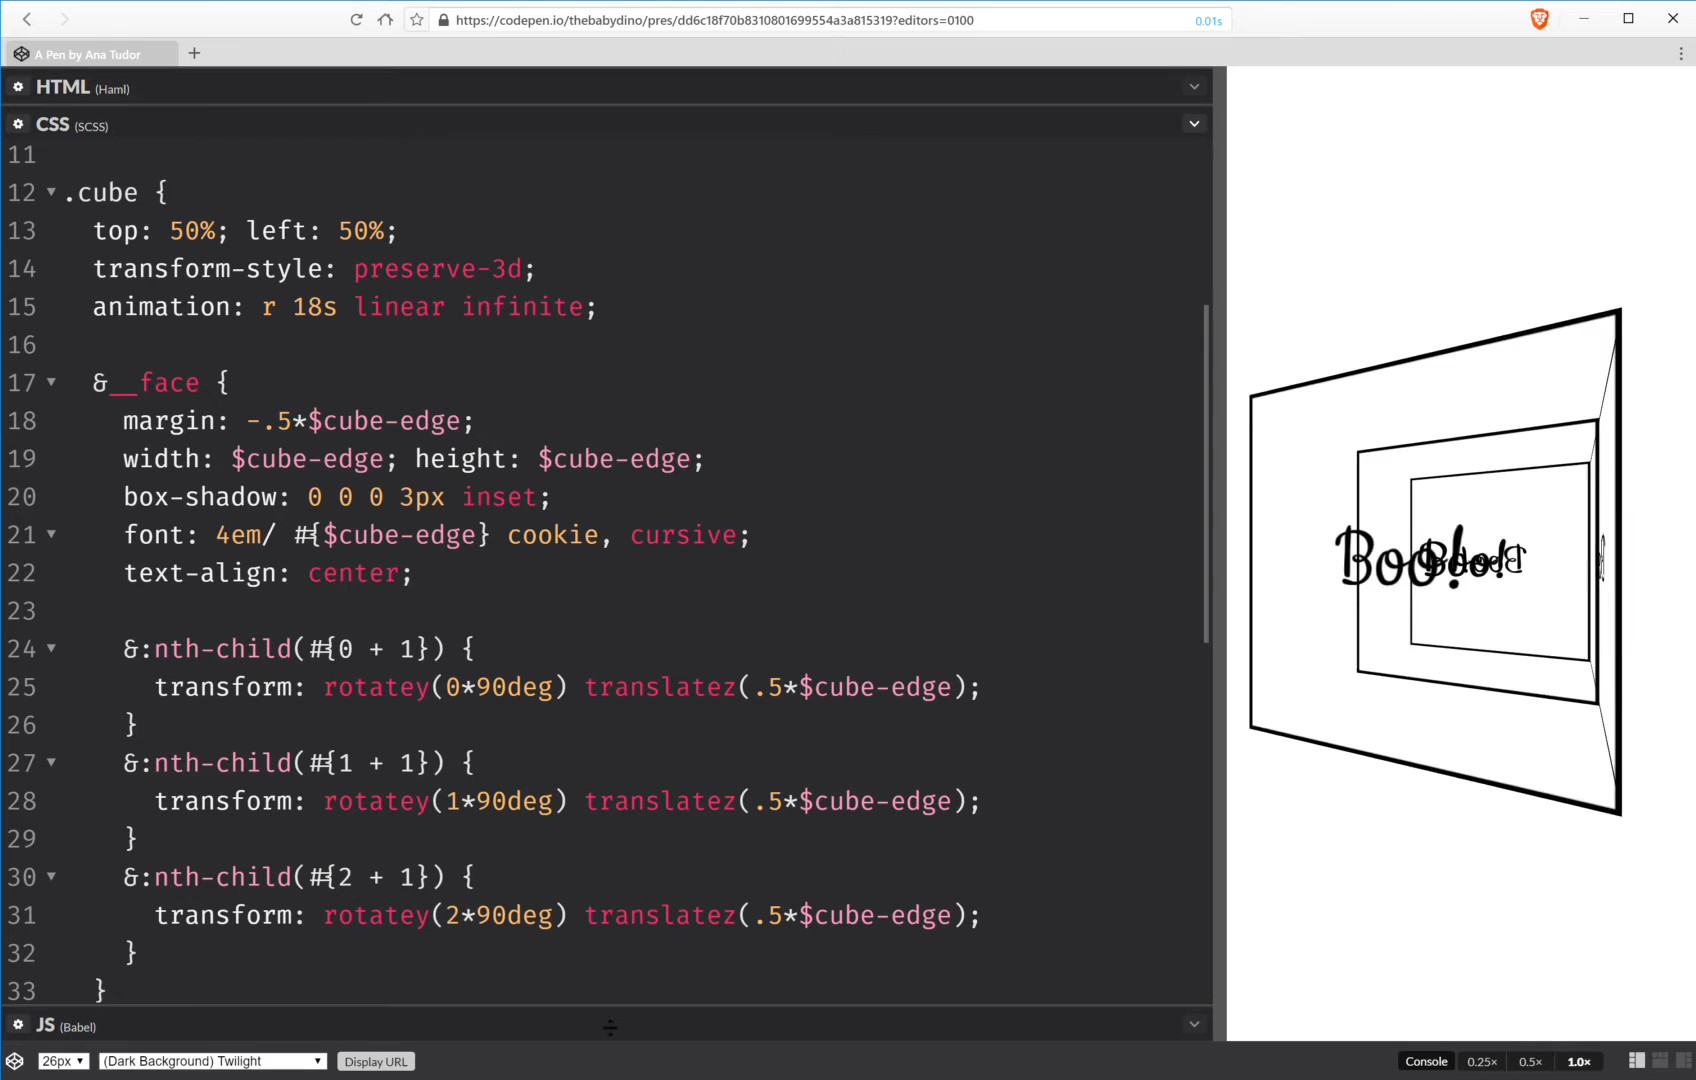 https://codepen.io/thebabydino/pres/dd6c18f70b8310801699554a3a815319?editors=0100
0.01s
A Pen by Ana Tudor
HTML (Haml)
CSS (SCSS)
11
12 .cube {
13 top: 50%; left: 50%;
14 transform-style: preserve-3d;
15 animation: r 18s linear infinite;
16
17 &__face {
18 margin: -.5*$cube-edge;
19 width: $cube-edge; height: $cube-edge;
20 box-shadow: 0 0 0 3px inset;
21 font: 4em/ #{$cube-edge} cookie, cursive;
22 text-align: center;
23
24 &:nth-child(#{0 + 1}) {
25 transform: rotatey(0*90deg) translatez(.5*$cube-edge);
26 }
27 &:nth-child(#{1 + 1}) {
28 transform: rotatey(1*90deg) translatez(.5*$cube-edge);
29 }
30 &:nth-child(#{2 + 1}) {
31 transform: rotatey(2*90deg) translatez(.5*$cube-edge);
32 }
33 }
Boo!
JS (Babel)
26px (Dark Background) Twilight Display URL
Console 0.25× 0.5× 1.0×